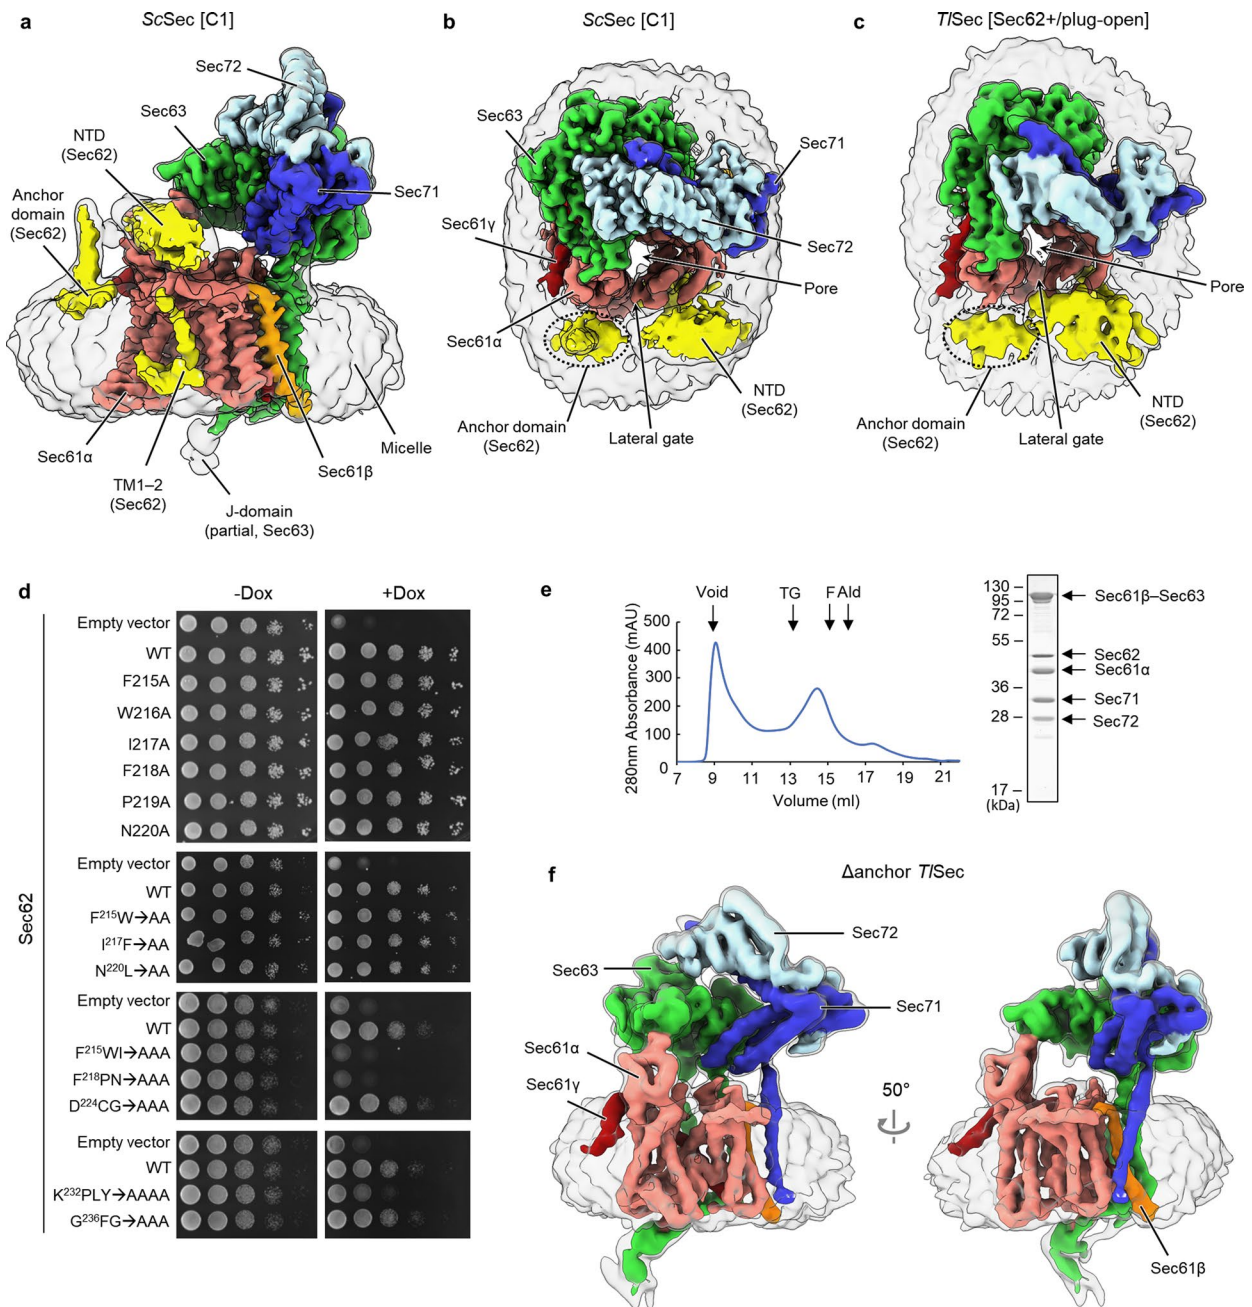 a
ScSec [C1]
Sec72
Sec63
NTD
(Sec62)
Anchor
domain
(Sec62)
Sec71
Sec61α
TM1–2
(Sec62)
J-domain
(partial, Sec63)
Sec61β
Micelle
b
ScSec [C1]
Sec63
Sec71
Sec61γ
Sec72
Pore
Sec61α
NTD
(Sec62)
Anchor domain
(Sec62)
Lateral gate
c
TlSec [Sec62+/plug-open]
Pore
NTD
(Sec62)
Anchor domain
(Sec62)
Lateral gate
d
-Dox
+Dox
Sec62
Empty vector
WT
F215A
W216A
I217A
F218A
P219A
N220A
Empty vector
WT
F²¹⁵W→AA
I²¹⁷F→AA
N²²⁰L→AA
Empty vector
WT
F²¹⁵WI→AAA
F²¹⁸PN→AAA
D²²⁴CG→AAA
Empty vector
WT
K²³²PLY→AAAA
G²³⁶FG→AAA
e
Void
TG
F
Ald
280nm Absorbance (mAU)
500
400
300
200
100
0
7
9
11
13
15
17
19
21
Volume (ml)
130
95
72
55
36
28
17
(kDa)
Sec61β–Sec63
Sec62
Sec61α
Sec71
Sec72
f
Δanchor TlSec
Sec72
Sec63
Sec71
Sec61α
Sec61γ
50°
Sec61β